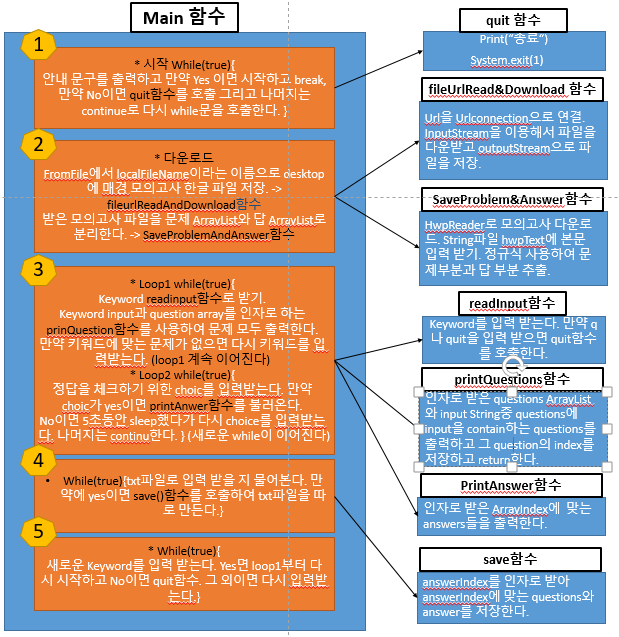 Main 함수
1
* 시작 While(true){
안내 문구를 출력하고 만약 Yes 이면 시작하고 break,
만약 No이면 quit함수를 호출 그리고 나머지는
continue로 다시 while문을 호출한다. }
2
* 다운로드
FromFile에서 localFileName이라는 이름으로 desktop
에 매경 모의고사 한글 파일 저장. ->
fileurlReadAndDownload함수
받은 모의고사 파일을 문제 ArrayList와 답 ArrayList로
분리한다. -> SaveProblemAndAnswer함수
3
* Loop1 while(true){
Keyword readinput함수로 받기.
Keyword input과 question array를 인자로 하는
prinQuestion함수를 사용하여 문제 모두 출력한다.
만약 키워드에 맞는 문제가 없으면 다시 키워드를 입
력받는다. (loop1 계속 이어진다)
* Loop2 while(true){
정답을 체크하기 위한 choic를 입력받는다. 만약
choic가 yes이면 printAnwer함수를 불러온다.
No이면 5초동안 sleep했다가 다시 choice를 입력받는
다. 나머지는 continu한다. } (새로운 while이 이어진다)
4
• While(true){txt파일로 입력 받을 지 물어본다. 만
약에 yes이면 save()함수를 호출하여 txt파일을 따
로 만든다.}
5
* While(true){
새로운 Keyword를 입력 받는다. Yes면 loop1부터 다
시 시작하고 No이면 quit함수. 그 외이면 다시 입력받
는다.}
quit 함수
Print("종료")
System.exit(1)
fileUrlRead&Download 함수
Url을 Urlconnection으로 연결.
InputStream을 이용해서 파일을
다운받고 outputStream으로 파
일을 저장.
SaveProblem&Answer함수
HwpReader로 모의고사 다운로
드. String파일 hwpText에 본문
입력 받기. 정규식 사용하여 문
제부분과 답 부분 추출.
readInput함수
Keyword를 입력 받는다. 만약 q
나 quit을 입력 받으면 quit함수
를 호출한다.
printQuestions함수
인자로 받은 questions ArrayList
와 input String중 questions에
input을 contain하는 questions를
출력하고 그 question의 index를
저장하고 return한다.
PrintAnswer함수
인자로 받은 ArrayIndex에 맞는
answers들을 출력한다.
save함수
answerIndex를 인자로 받아
answerIndex에 맞는 questions와
answer를 저장한다.